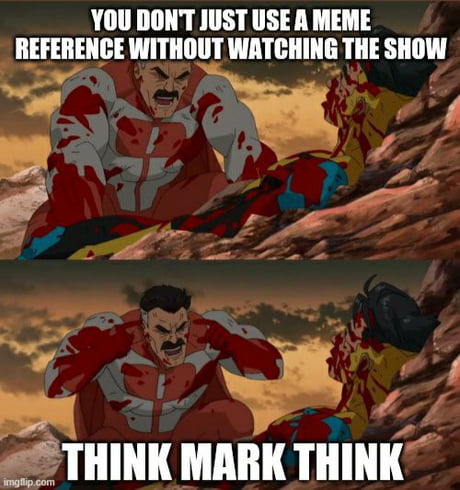 YOU DON'T JUST USE A MEME
REFERENCE WITHOUT WATCHING THE SHOW
THINK MARK THINK
imgflip.com